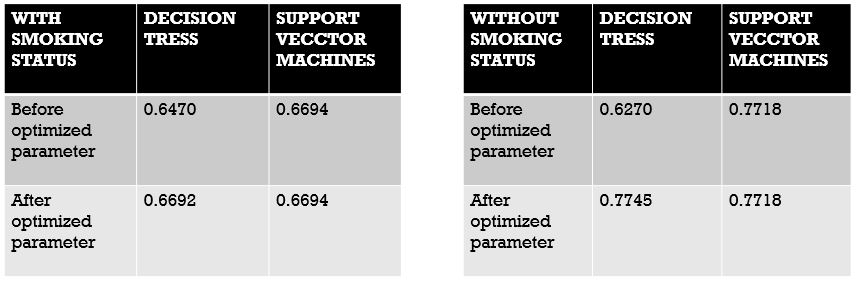 WITH SMOKING STATUS
DECISION TRESS
SUPPORT VECCTOR MACHINES
Before optimized parameter
0.6470
0.6694
After optimized parameter
0.6692
0.6694
WITHOUT SMOKING STATUS
DECISION TRESS
SUPPORT VECCTOR MACHINES
Before optimized parameter
0.6270
0.7718
After optimized parameter
0.7745
0.7718